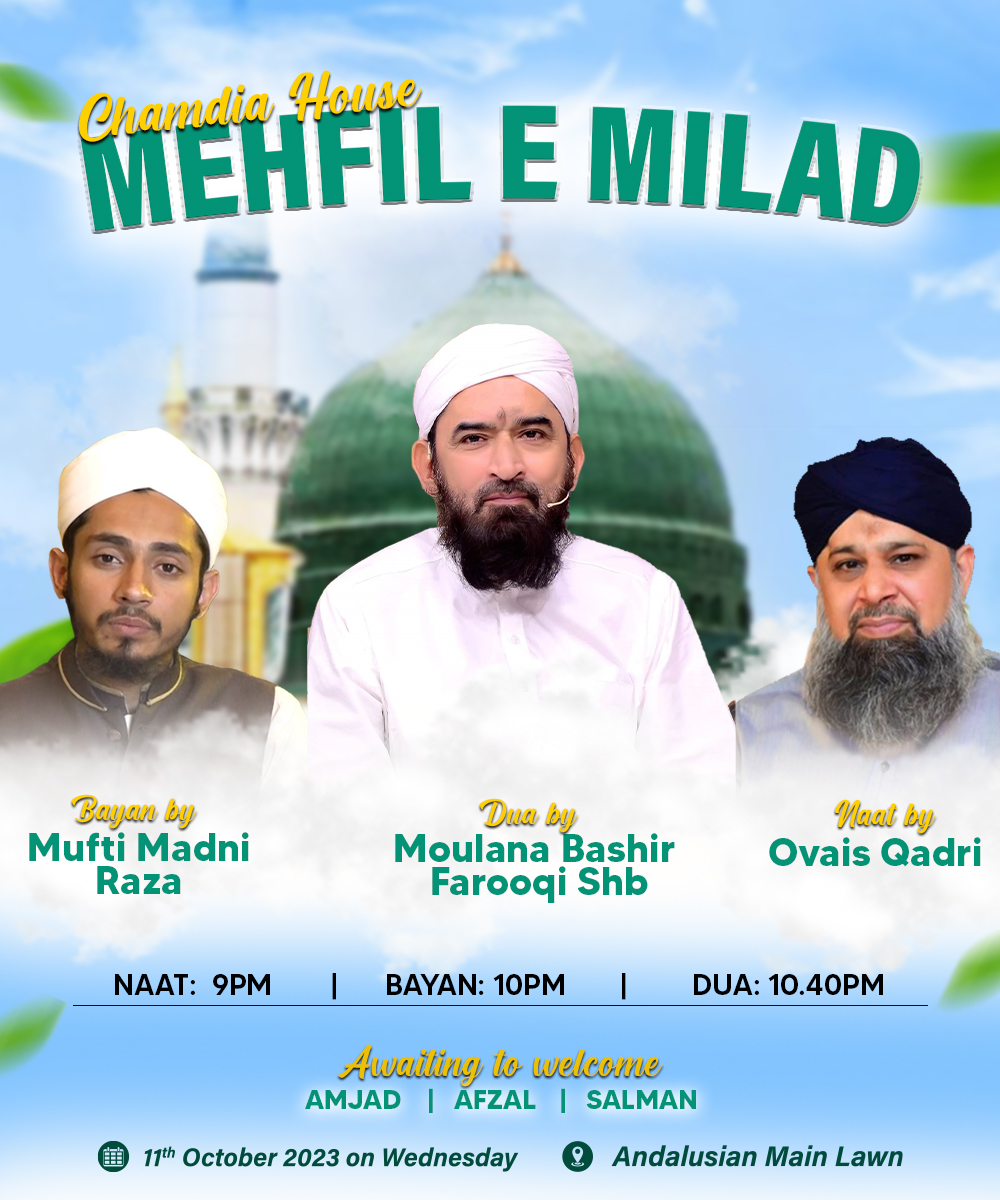 Chamdia House
MEHFIL E MILAD
Bayan by
Mufti Madni
Raza
Dua by
Moulana Bashir
Farooqi Shb
Naat by
Ovais Qadri
NAAT: 9PM | BAYAN: 10PM | DUA: 10.40PM
Awaiting to welcome
AMJAD | AFZAL | SALMAN
11th October 2023 on Wednesday Andalusian Main Lawn